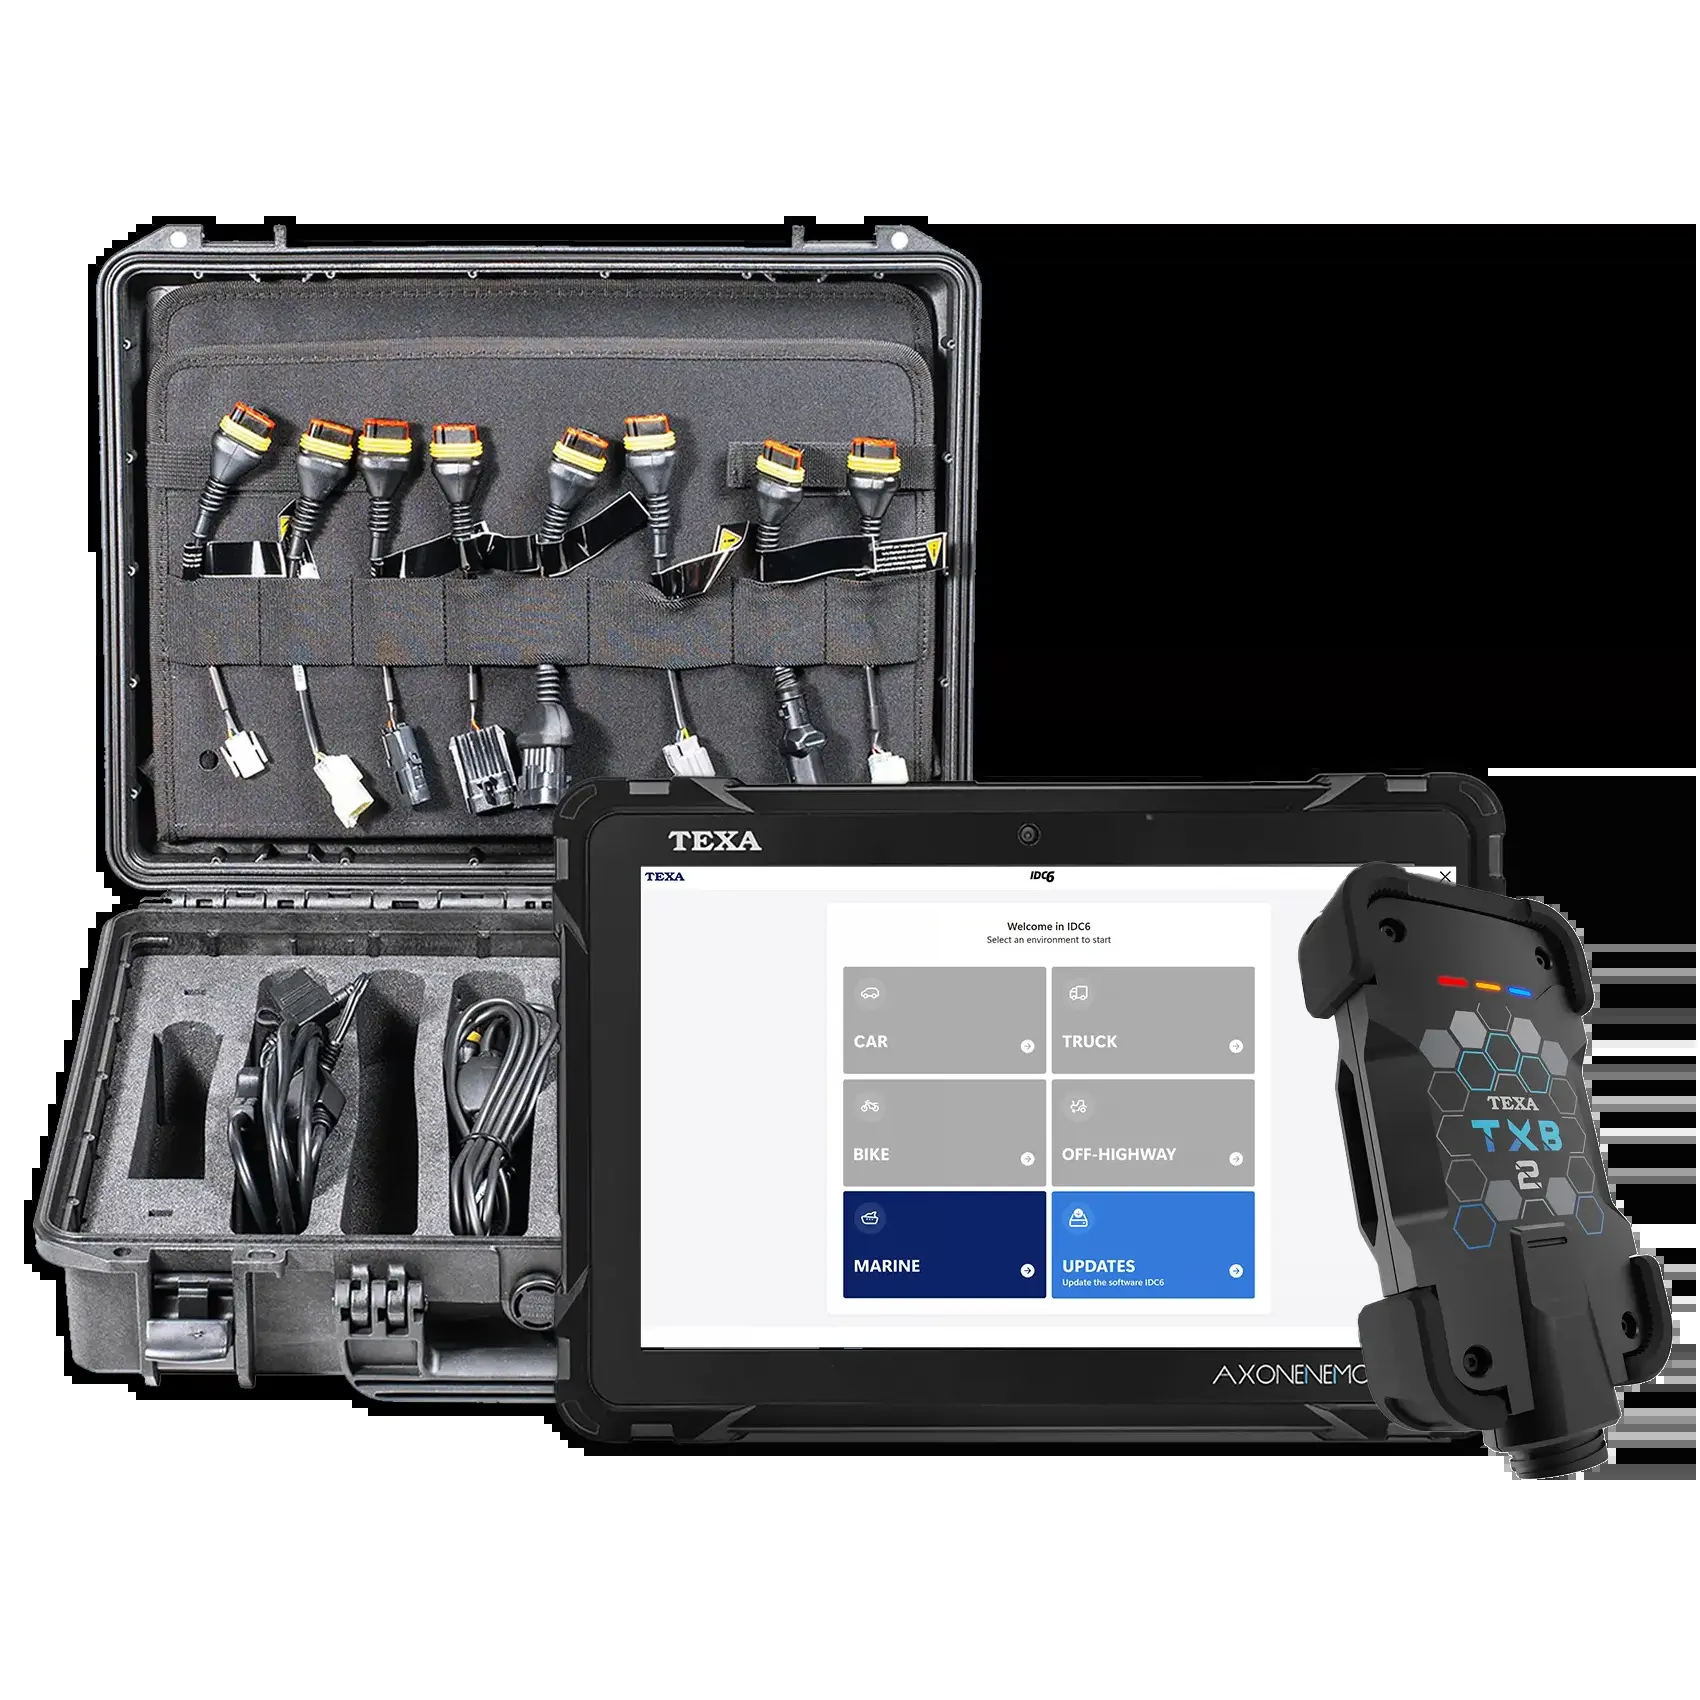 TEXA
TEXA
IDC6
Welcome in IDC6
Select an environment to start
CAR
TRUCK
BIKE
OFF-HIGHWAY
MARINE
UPDATES
Update the software IDC6
AXONENEMO
TEXA
TXB
2